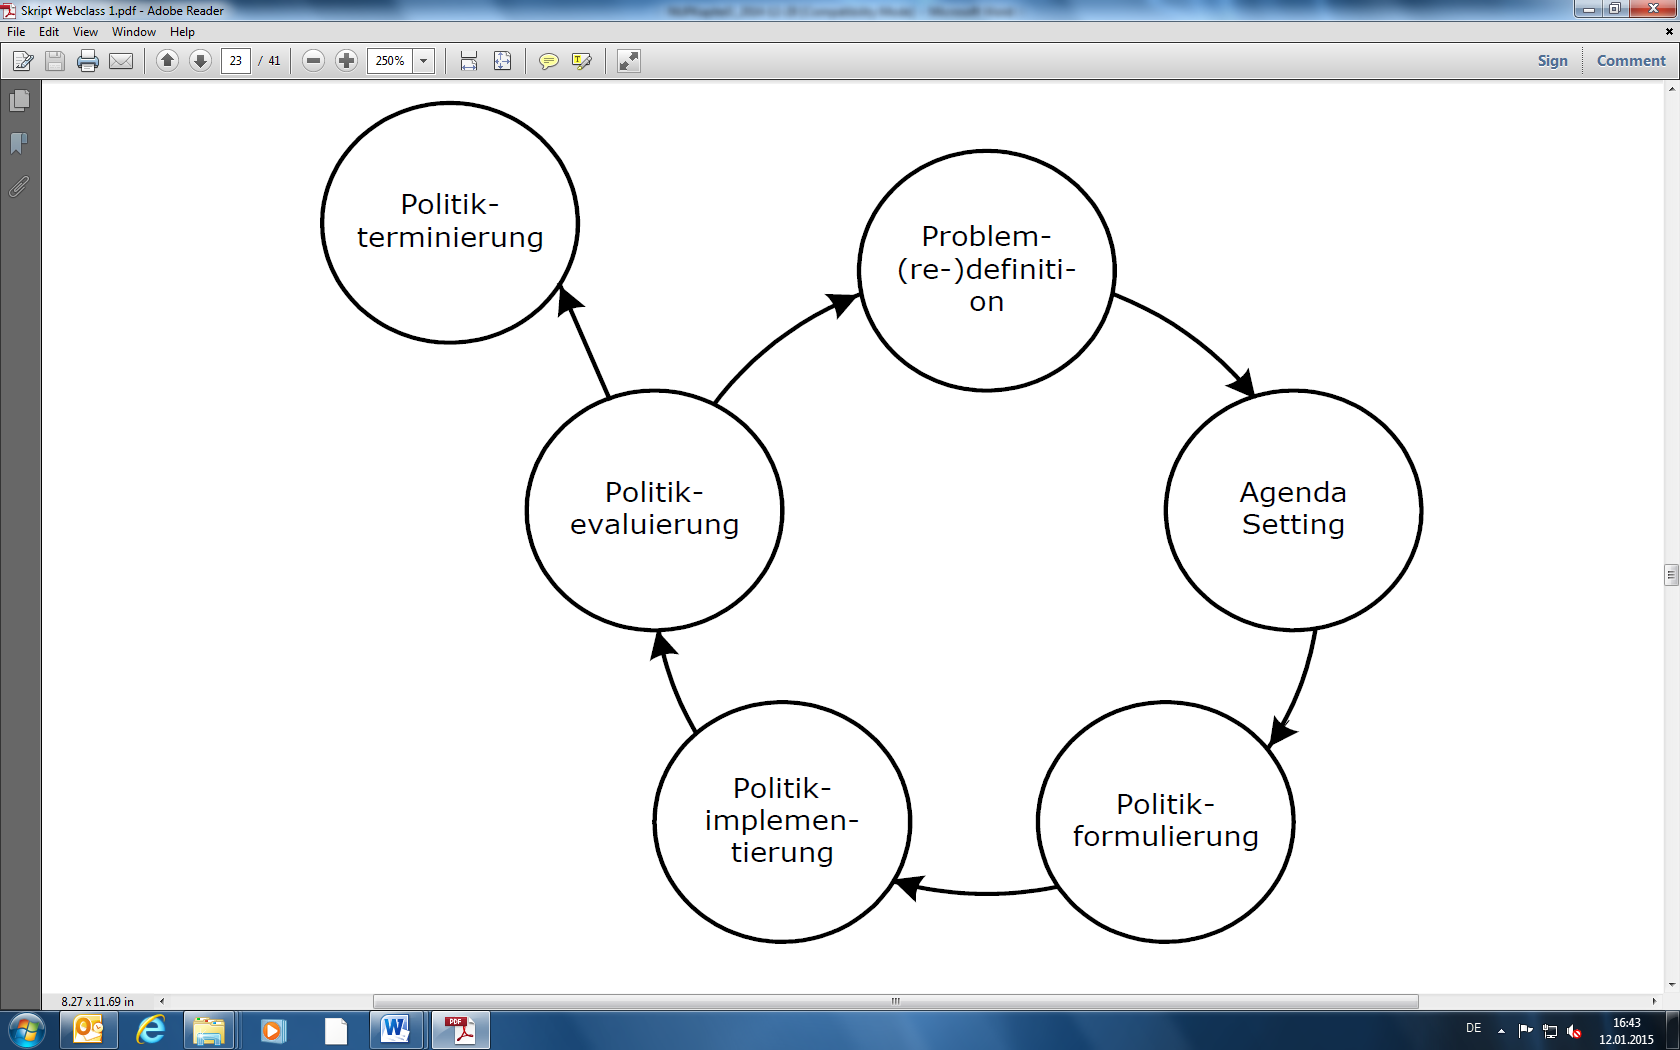 Skript Webclass 1.pdf - Adobe Reader
File Edit View Window Help
23 / 41 250% Sign Comment
Politik-
terminierung
Problem-
(re-)definiti-
on
Politik-
evaluierung
Agenda
Setting
Politik-
implemen-
tierung
Politik-
formulierung
8.27 x 11.69 in
DE
16:43
12.01.2015